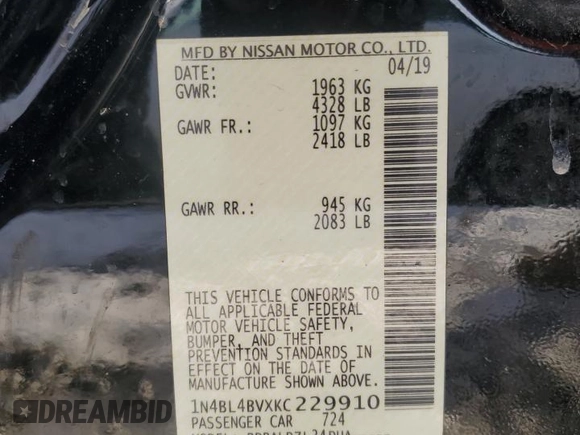 MFD BY NISSAN MOTOR CO., LTD.
DATE: 04/19
GVWR: 1963 KG
4328 LB
GAWR FR.: 1097 KG
2418 LB
GAWR RR.: 945 KG
2083 LB
THIS VEHICLE CONFORMS TO
ALL APPLICABLE FEDERAL
MOTOR VEHICLE SAFETY,
BUMPER, AND THEFT
PREVENTION STANDARDS IN
EFFECT ON THE DATE OF
MANUFACTURE SHOWN ABOVE.
1N4BL4BVXKC229910
PASSENGER CAR 724
DREAMBID